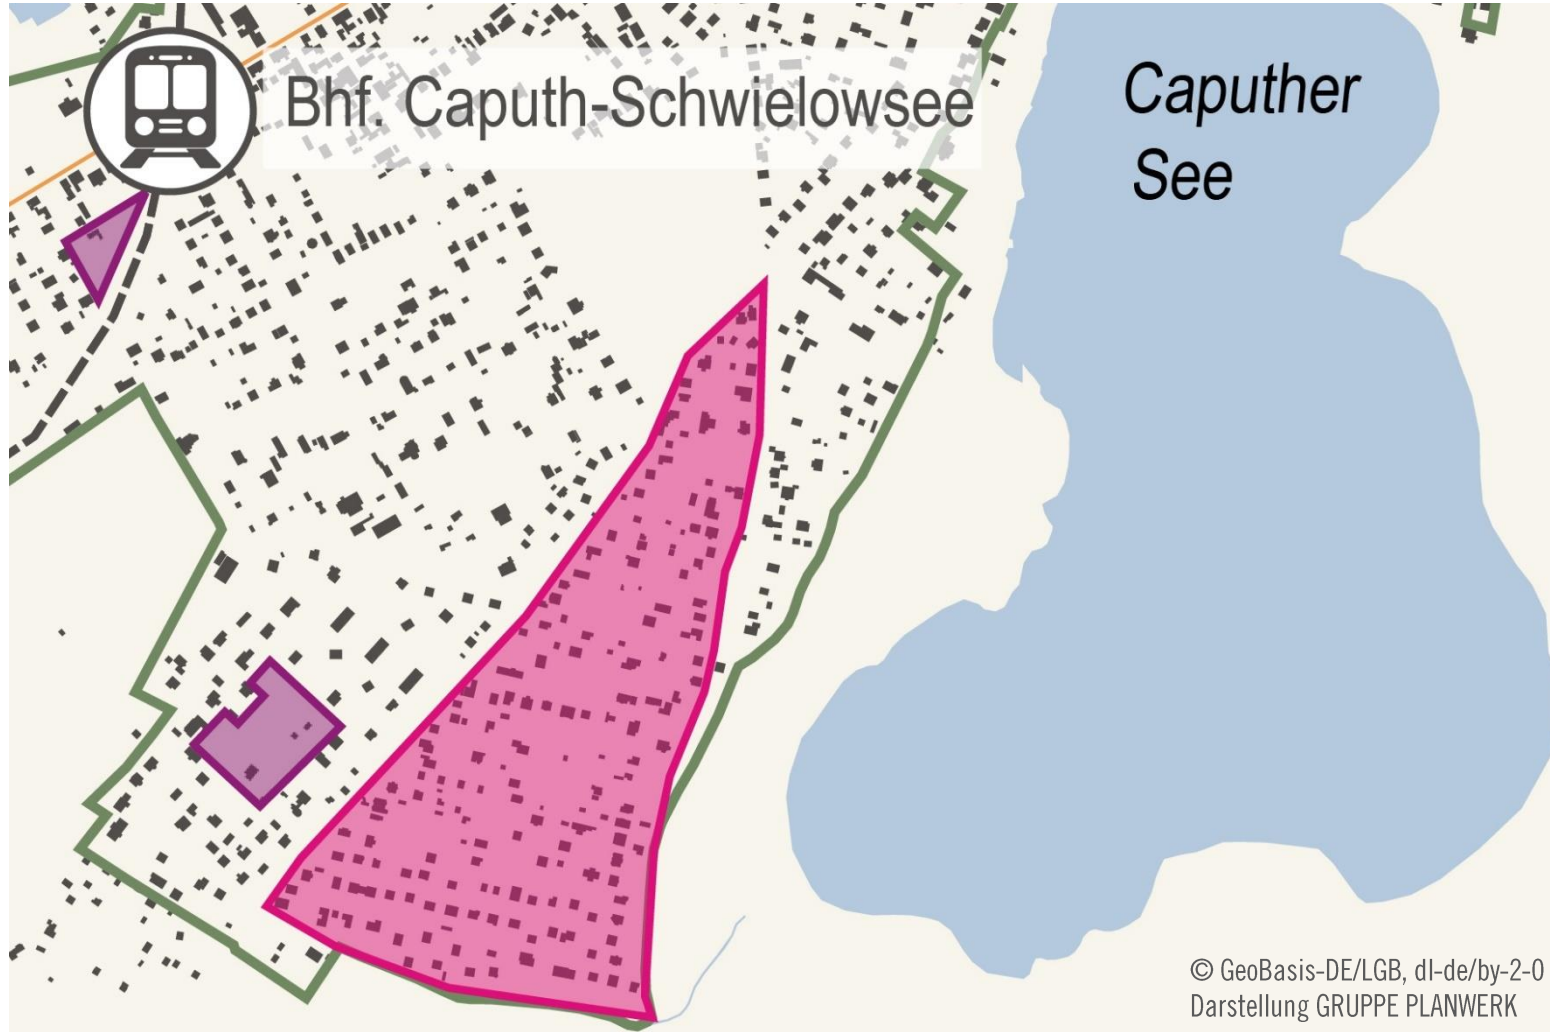 Bhf. Caputh-Schwielowsee
Caputher
See
© GeoBasis-DE/LGB, dl-de/by-2-0
Darstellung GRUPPE PLANWERK